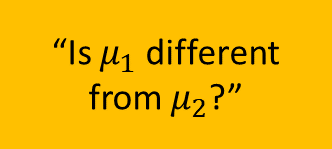 “Is 𝜇₁ different
from 𝜇₂?”